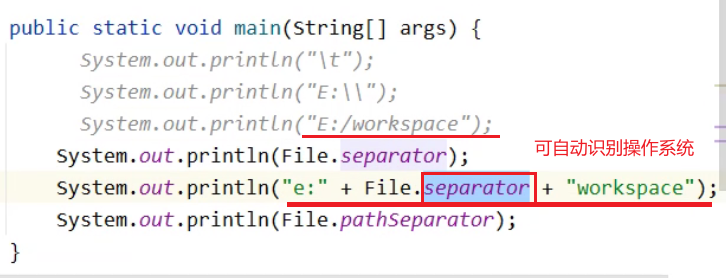 public static void main(String[] args) {
System.out.println("\t");
System.out.println("E:\\");
System.out.println("E:/workspace");
可自动识别操作系统
System.out.println(File.separator);
System.out.println("e:" + File.separator + "workspace");
System.out.println(File.pathSeparator);
}